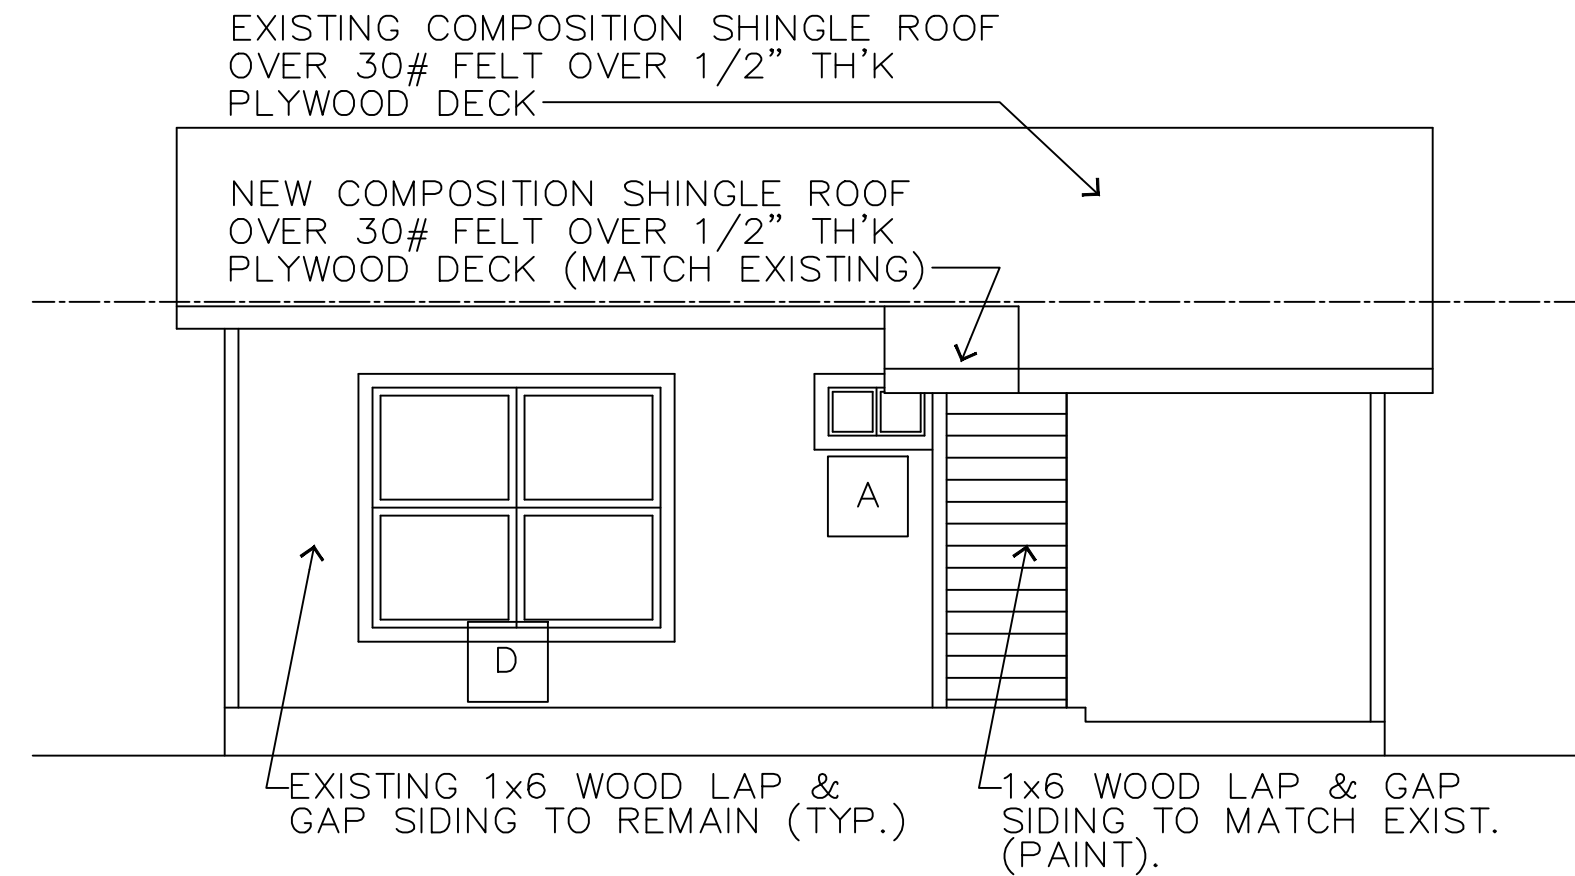 EXISTING COMPOSITION SHINGLE ROOF
OVER 30# FELT OVER 1/2" TH'K
PLYWOOD DECK
NEW COMPOSITION SHINGLE ROOF
OVER 30# FELT OVER 1/2" TH'K
PLYWOOD DECK (MATCH EXISTING)
A
D
EXISTING 1x6 WOOD LAP &
GAP SIDING TO REMAIN (TYP.)
1x6 WOOD LAP & GAP
SIDING TO MATCH EXIST.
(PAINT).